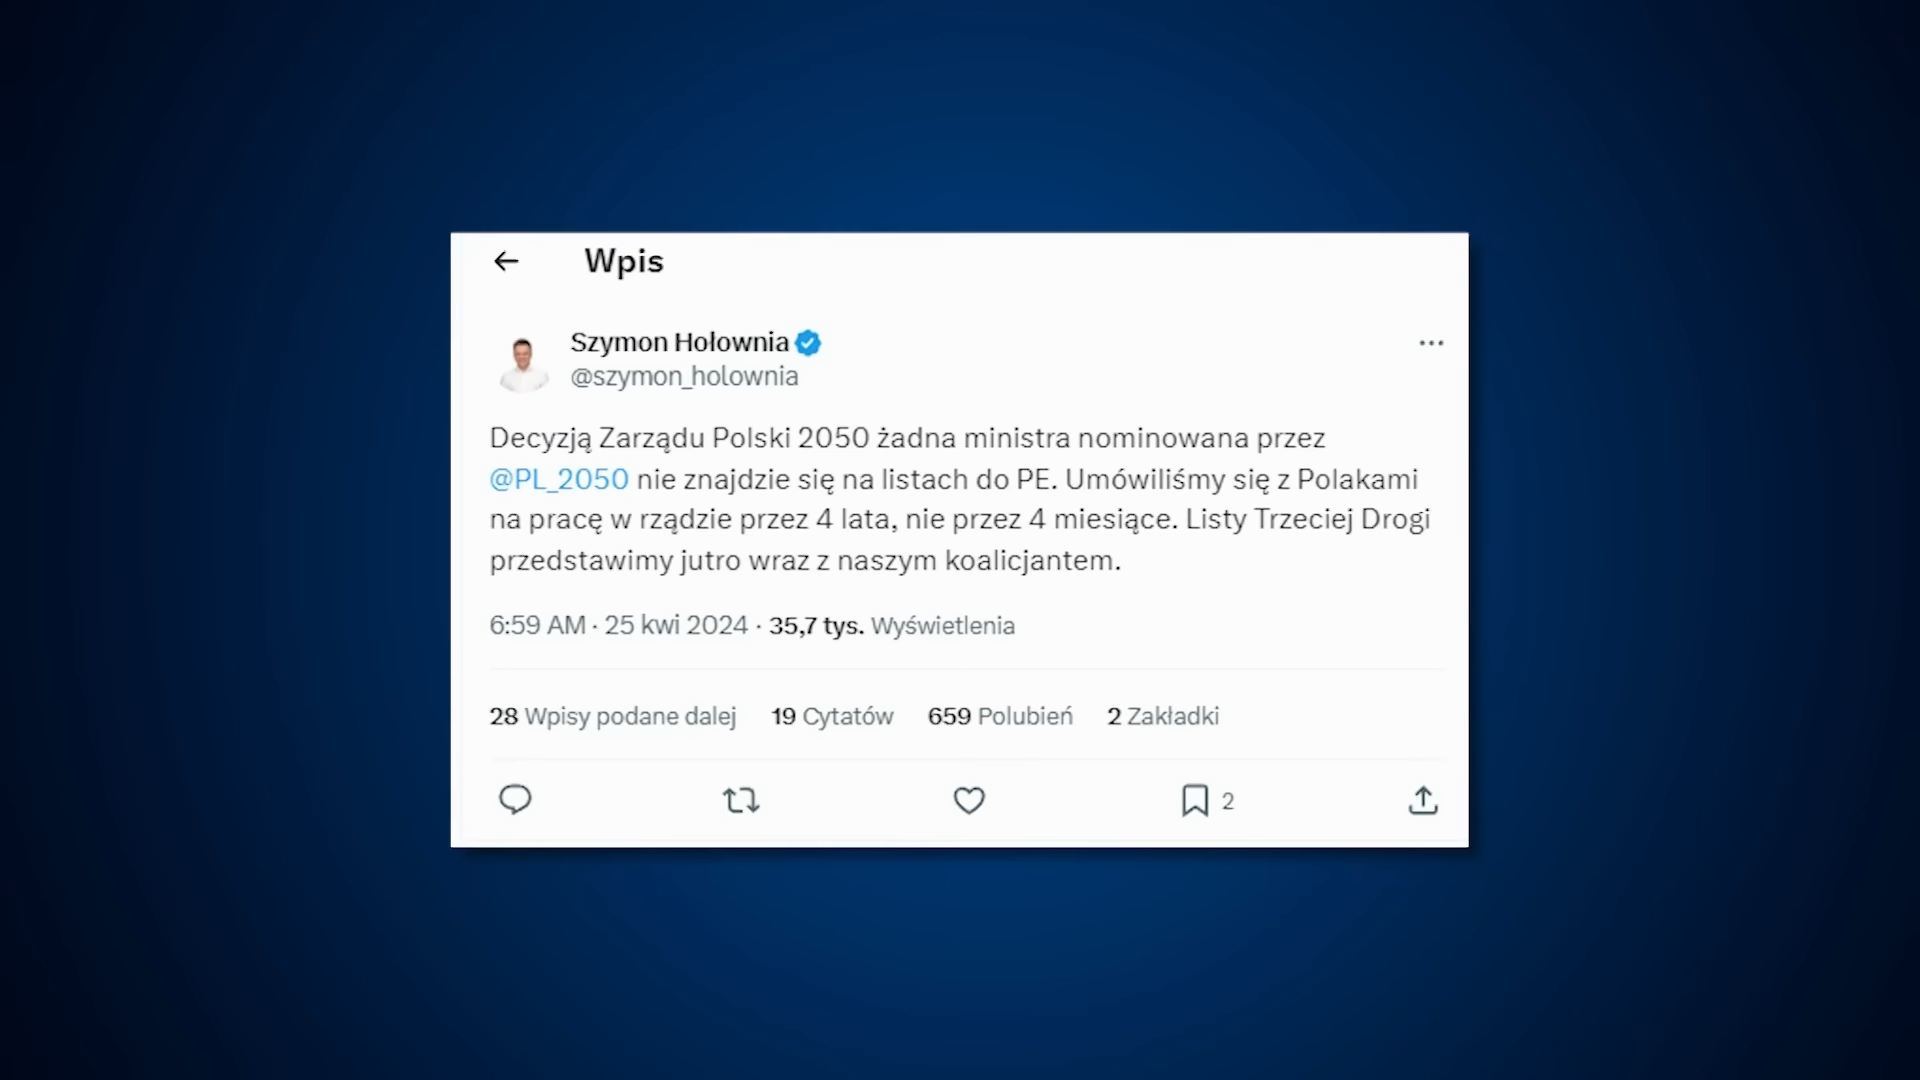 Wpis
Szymon Hołownia
@szymon_holownia
Decyzją Zarządu Polski 2050 żadna ministra nominowana przez
@PL_2050 nie znajdzie się na listach do PE. Umówiliśmy się z Polakami
na pracę w rządzie przez 4 lata, nie przez 4 miesiące. Listy Trzeciej Drogi
przedstawimy jutro wraz z naszym koalicjantem.
6:59 AM · 25 kwi 2024 · 35,7 tys. Wyświetlenia
28 Wpisy podane dalej 19 Cytatów 659 Polubień 2 Zakładki
2